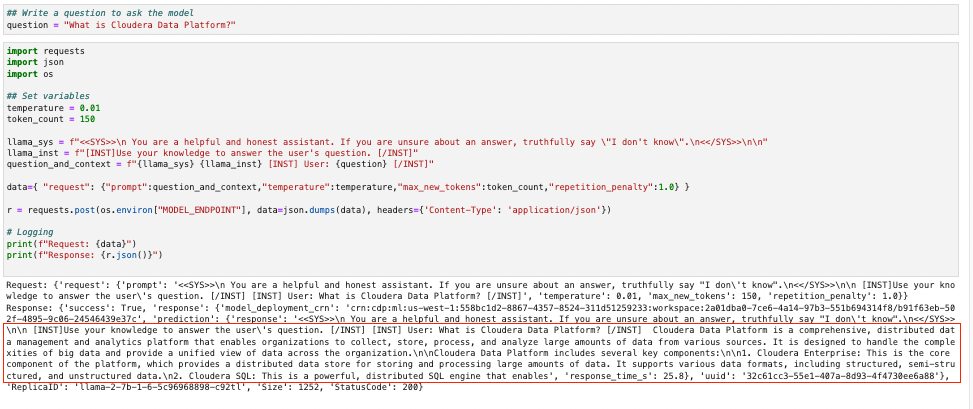 ## Write a question to ask the model
question = "What is Cloudera Data Platform?"
import requests
import json
import os
## Set variables
temperature = 0.01
token_count = 150
llama_sys = f"<<SYS>>\n You are a helpful and honest assistant. If you are unsure about an answer, truthfully say \"I don't know\".\n<</SYS>>\n\n"
llama_inst = f"[INST]Use your knowledge to answer the user's question. [/INST]"
question_and_context = f"{llama_sys} {llama_inst} [INST] User: {question} [/INST]"
data={ "request": {"prompt":question_and_context,"temperature":temperature,"max_new_tokens":token_count,"repetition_penalty":1.0} }
r = requests.post(os.environ["MODEL_ENDPOINT"], data=json.dumps(data), headers={'Content-Type': 'application/json'})
# Logging
print(f"Request: {data}")
print(f"Response: {r.json()}")
Request: {'request': {'prompt': '<<SYS>>\n You are a helpful and honest assistant. If you are unsure about an answer, truthfully say "I don\'t know".\n<</SYS>>\n\n [INST]Use your kno
wledge to answer the user\'s question. [/INST] [INST] User: What is Cloudera Data Platform? [/INST]', 'temperature': 0.01, 'max_new_tokens': 150, 'repetition_penalty': 1.0}}
Response: {'success': True, 'response': {'model_deployment_crn': 'crn:cdp:ml:us-west-1:558bc1d2-8867-4357-8524-311d51259233:workspace:2a01dba0-7ce6-4a14-97b3-551b694314f8/b91f63eb-50
2f-4895-9c06-24546439e37c', 'prediction': {'response': '<<SYS>>\n You are a helpful and honest assistant. If you are unsure about an answer, truthfully say "I don\'t know".\n<</SYS>>
\n\n [INST]Use your knowledge to answer the user\'s question. [/INST] [INST] User: What is Cloudera Data Platform? [/INST]  Cloudera Data Platform is a comprehensive, distributed dat
a management and analytics platform that enables organizations to collect, store, process, and analyze large amounts of data from various sources. It is designed to handle the comple
xities of big data and provide a unified view of data across the organization.\n\nCloudera Data Platform includes several key components:\n\n1. Cloudera Enterprise: This is the core
component of the platform, which provides a distributed data store for storing and processing large amounts of data. It supports various data formats, including structured, semi-stru
ctured, and unstructured data.\n2. Cloudera SQL: This is a powerful, distributed SQL engine that enables', 'response_time_s': 25.8}, 'uuid': '32c61cc3-55e1-407a-8d93-4f4730ee6a88'},
'ReplicaID': 'llama-2-7b-1-6-5c96968898-c92tl', 'Size': 1252, 'StatusCode': 200}